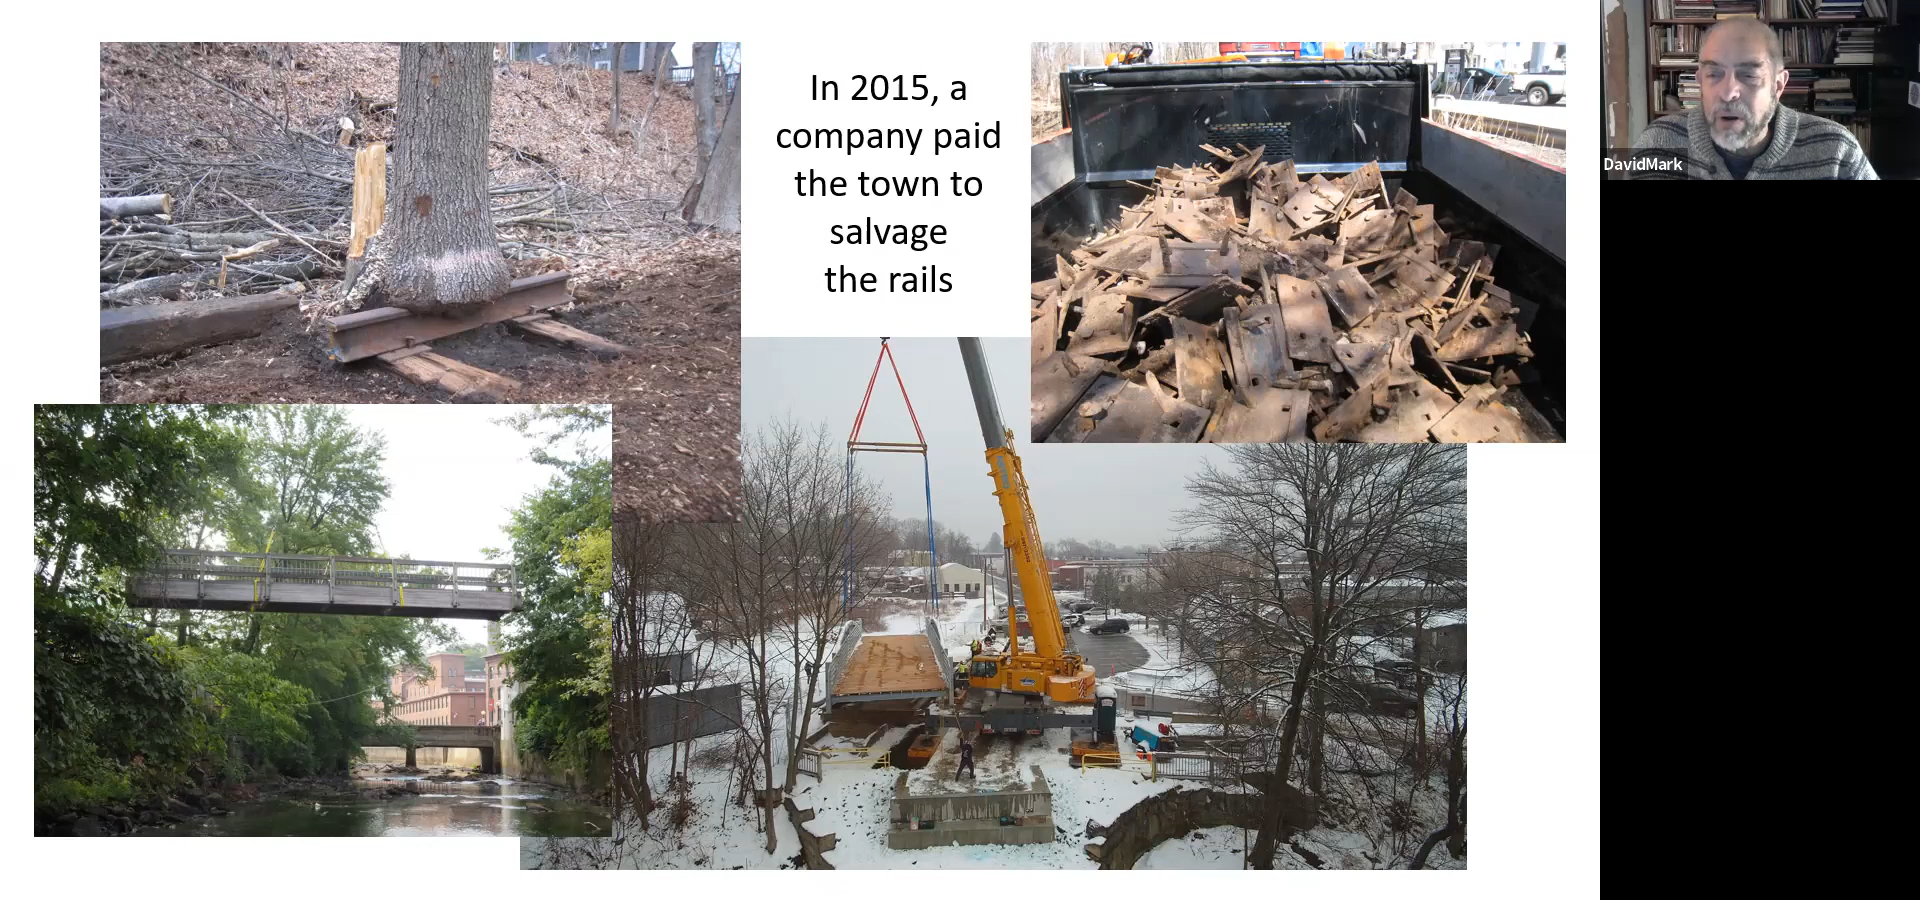 In 2015, a
company paid
the town to
salvage
the rails
DavidMark